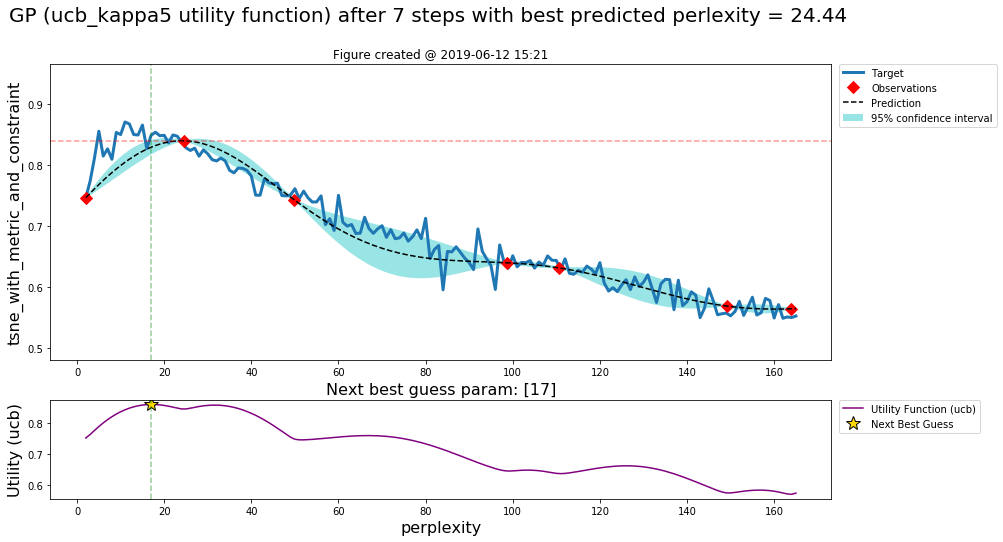 GP (ucb_kappa5 utility function) after 7 steps with best predicted perlexity = 24.44
Figure created @ 2019-06-12 15:21
tsne_with_metric_and_constraint
0.9
0.8
0.7
0.6
0.5
0 20 40 60 80 100 120 140 160
Target
Observations
Prediction
95% confidence interval
Next best guess param: [17]
Utility (ucb)
0.8
0.7
0.6
0 20 40 60 80 100 120 140 160
perplexity
Utility Function (ucb)
Next Best Guess